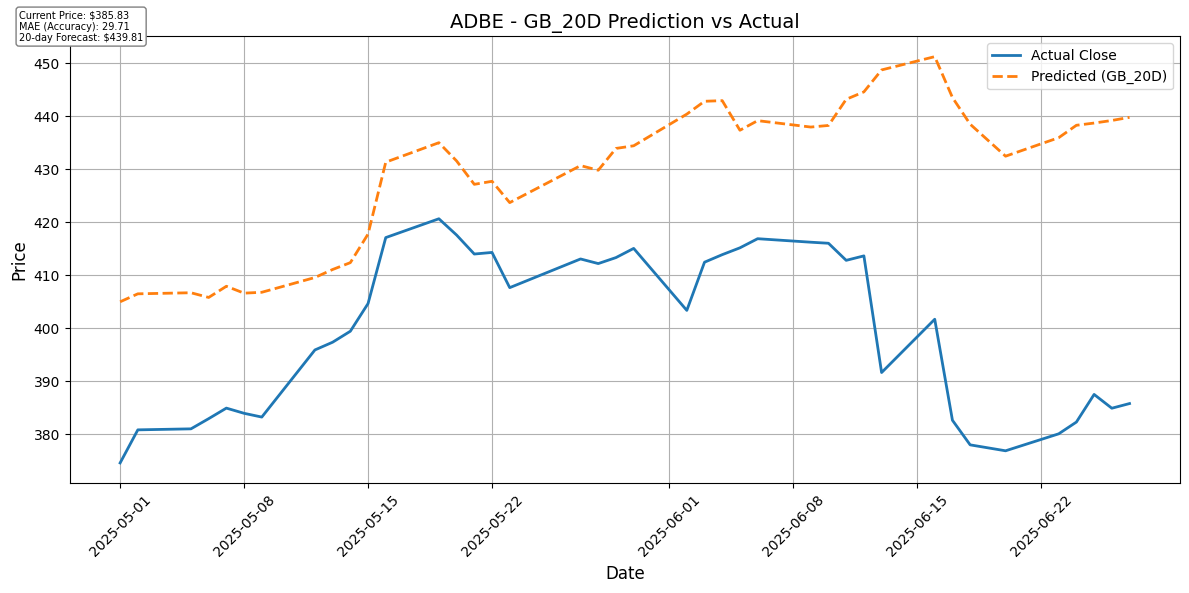 Current Price: $385.83
MAE (Accuracy): 29.71
20-day Forecast: $439.81
ADBE - GB_20D Prediction vs Actual
Actual Close
Predicted (GB_20D)
Price
450
440
430
420
410
400
390
380
2025-05-01
2025-05-08
2025-05-15
2025-05-22
2025-06-01
2025-06-08
2025-06-15
2025-06-22
Date